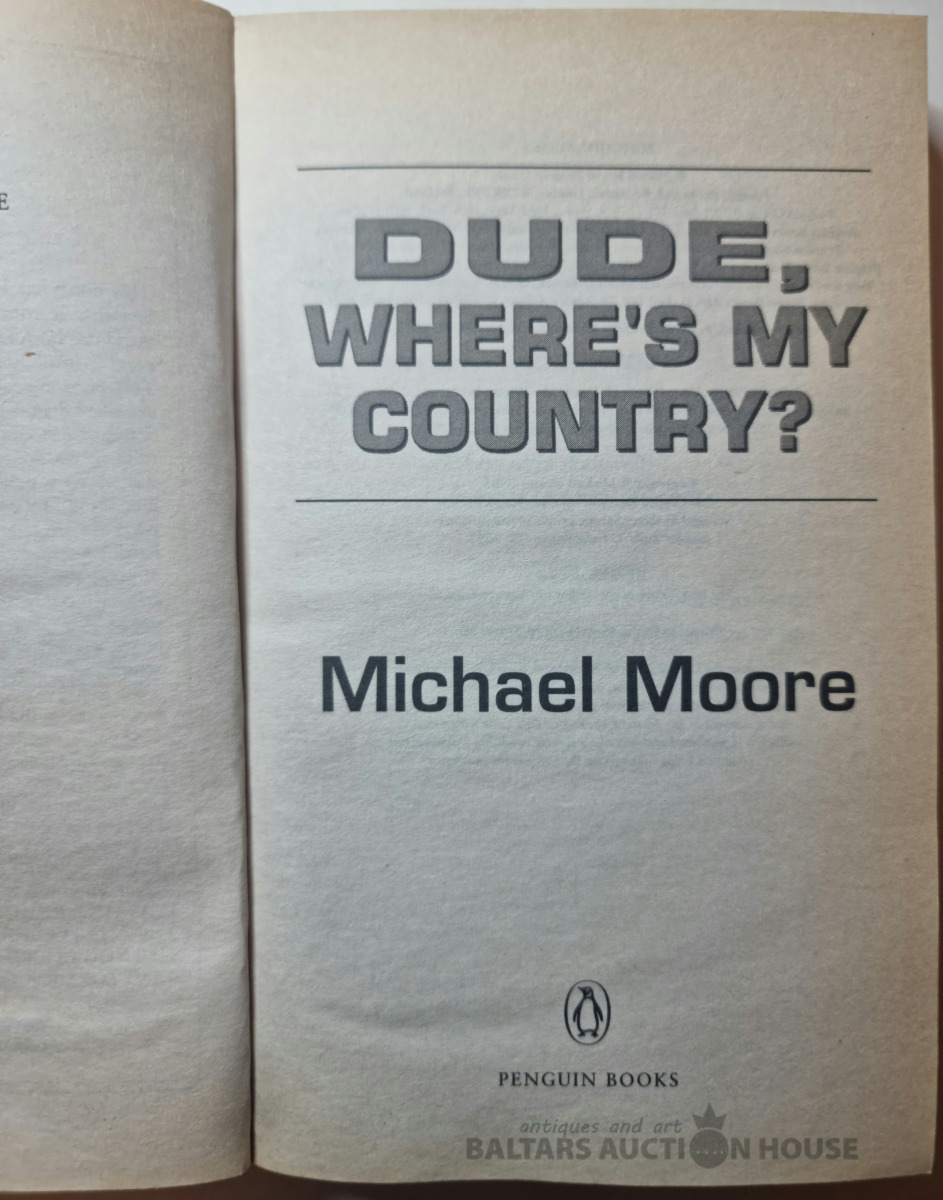 E
DUDE,
WHERE'S MY
COUNTRY?
Michael Moore
PENGUIN BOOKS
antiques and art
BALTARS AUCTION HOUSE